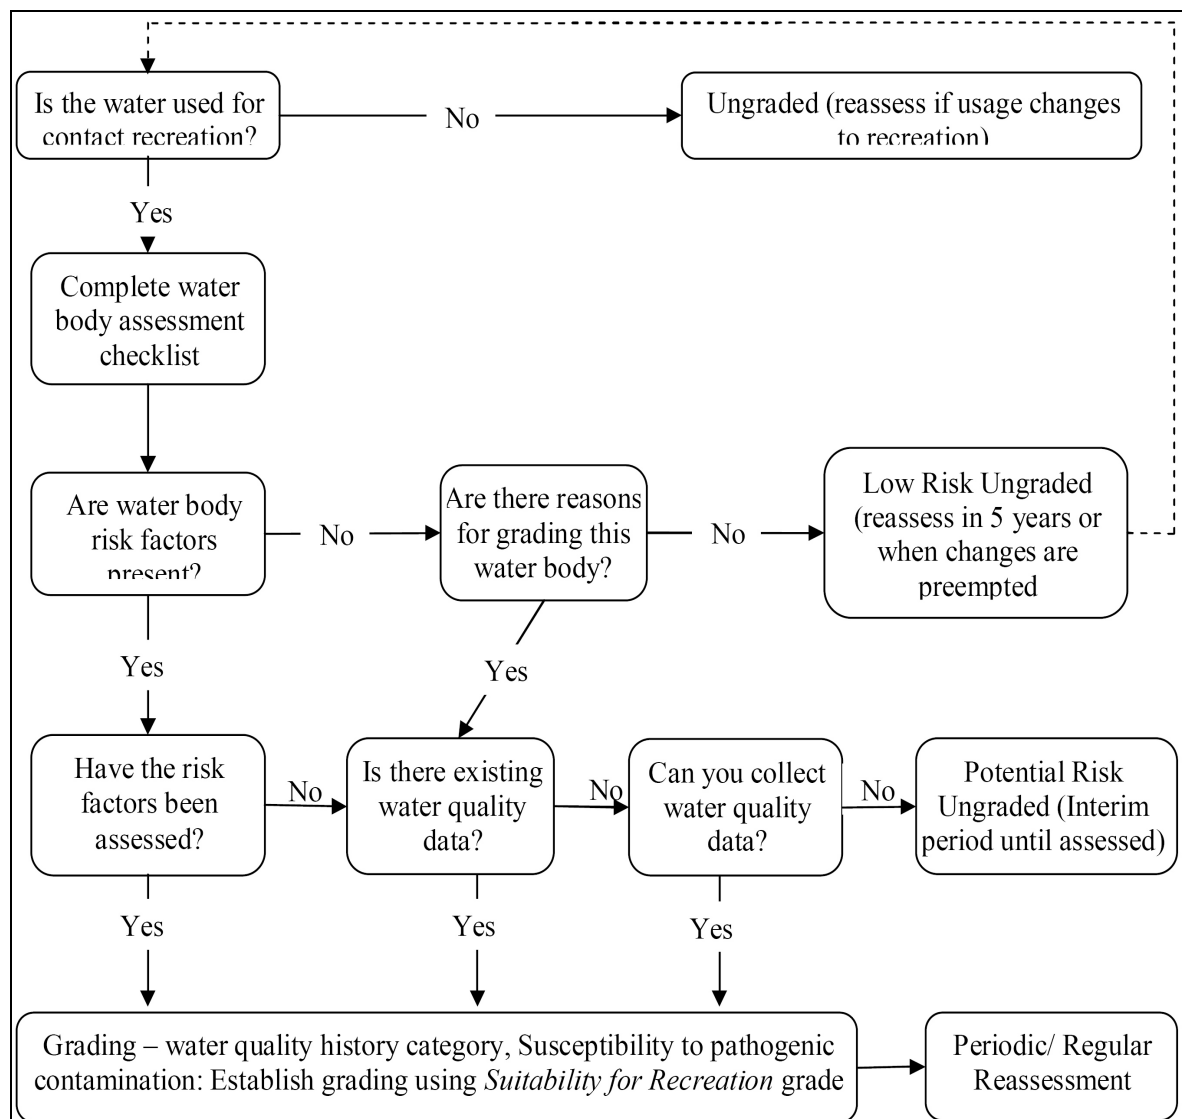 Is the water used for
contact recreation?
No
Ungraded (reassess if usage changes
to recreation)
Yes
Complete water
body assessment
checklist
Are water body
risk factors
present?
No
Are there reasons
for grading this
water body?
No
Low Risk Ungraded
(reassess in 5 years or
when changes are
preempted
Yes
Yes
Have the risk
factors been
assessed?
No
Is there existing
water quality
data?
No
Can you collect
water quality
data?
No
Potential Risk
Ungraded (Interim
period until assessed)
Yes
Yes
Yes
Grading – water quality history category, Susceptibility to pathogenic
contamination: Establish grading using Suitability for Recreation grade
Periodic/ Regular
Reassessment